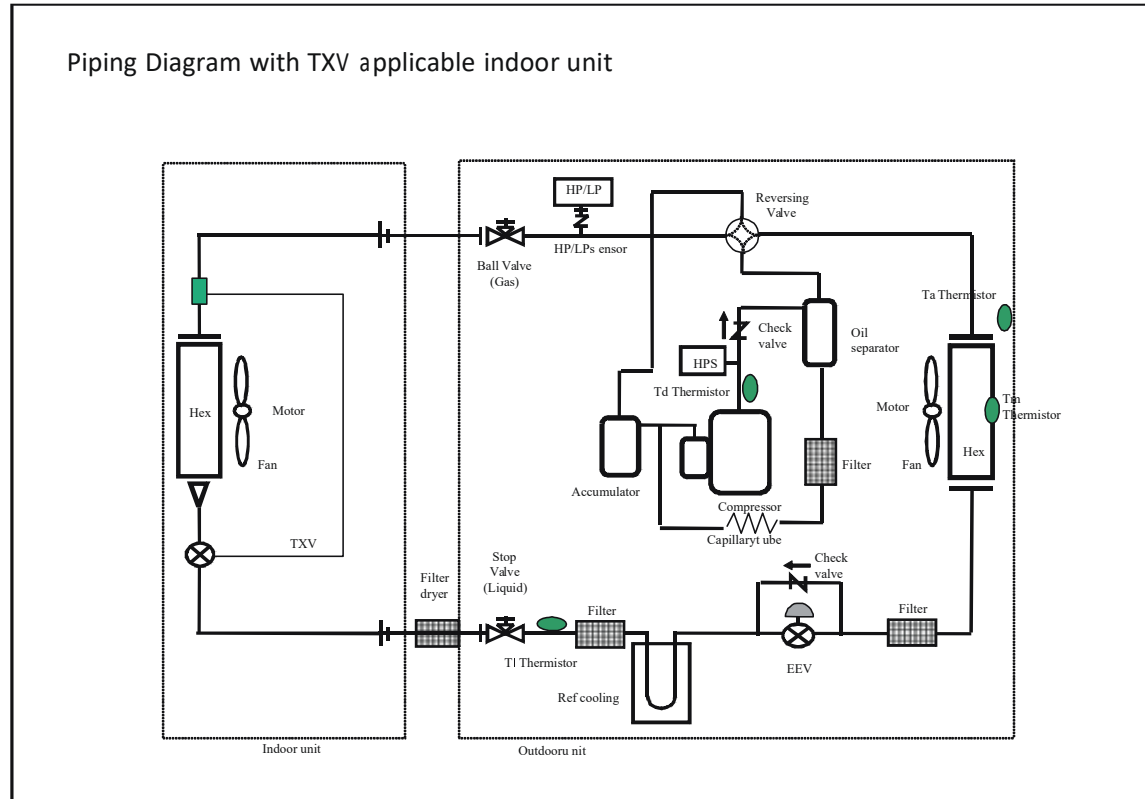 Piping Diagram with TXV applicable indoor unit
HP/LP
Reversing
Valve
HP/LPs ensor
Ball Valve
(Gas)
Ta Thermistor
Check
valve
Oil
separator
HPS
Td Thermistor
Hex
Motor
Fan
Motor
Fan
Tm
Thermistor
Hex
Filter
Accumulator
Compressor
Capillaryt ube
TXV
Stop
Valve
(Liquid)
Filter
dryer
Check
valve
Filter
Filter
Tl Thermistor
EEV
Ref cooling
Indoor unit
Outdooru nit